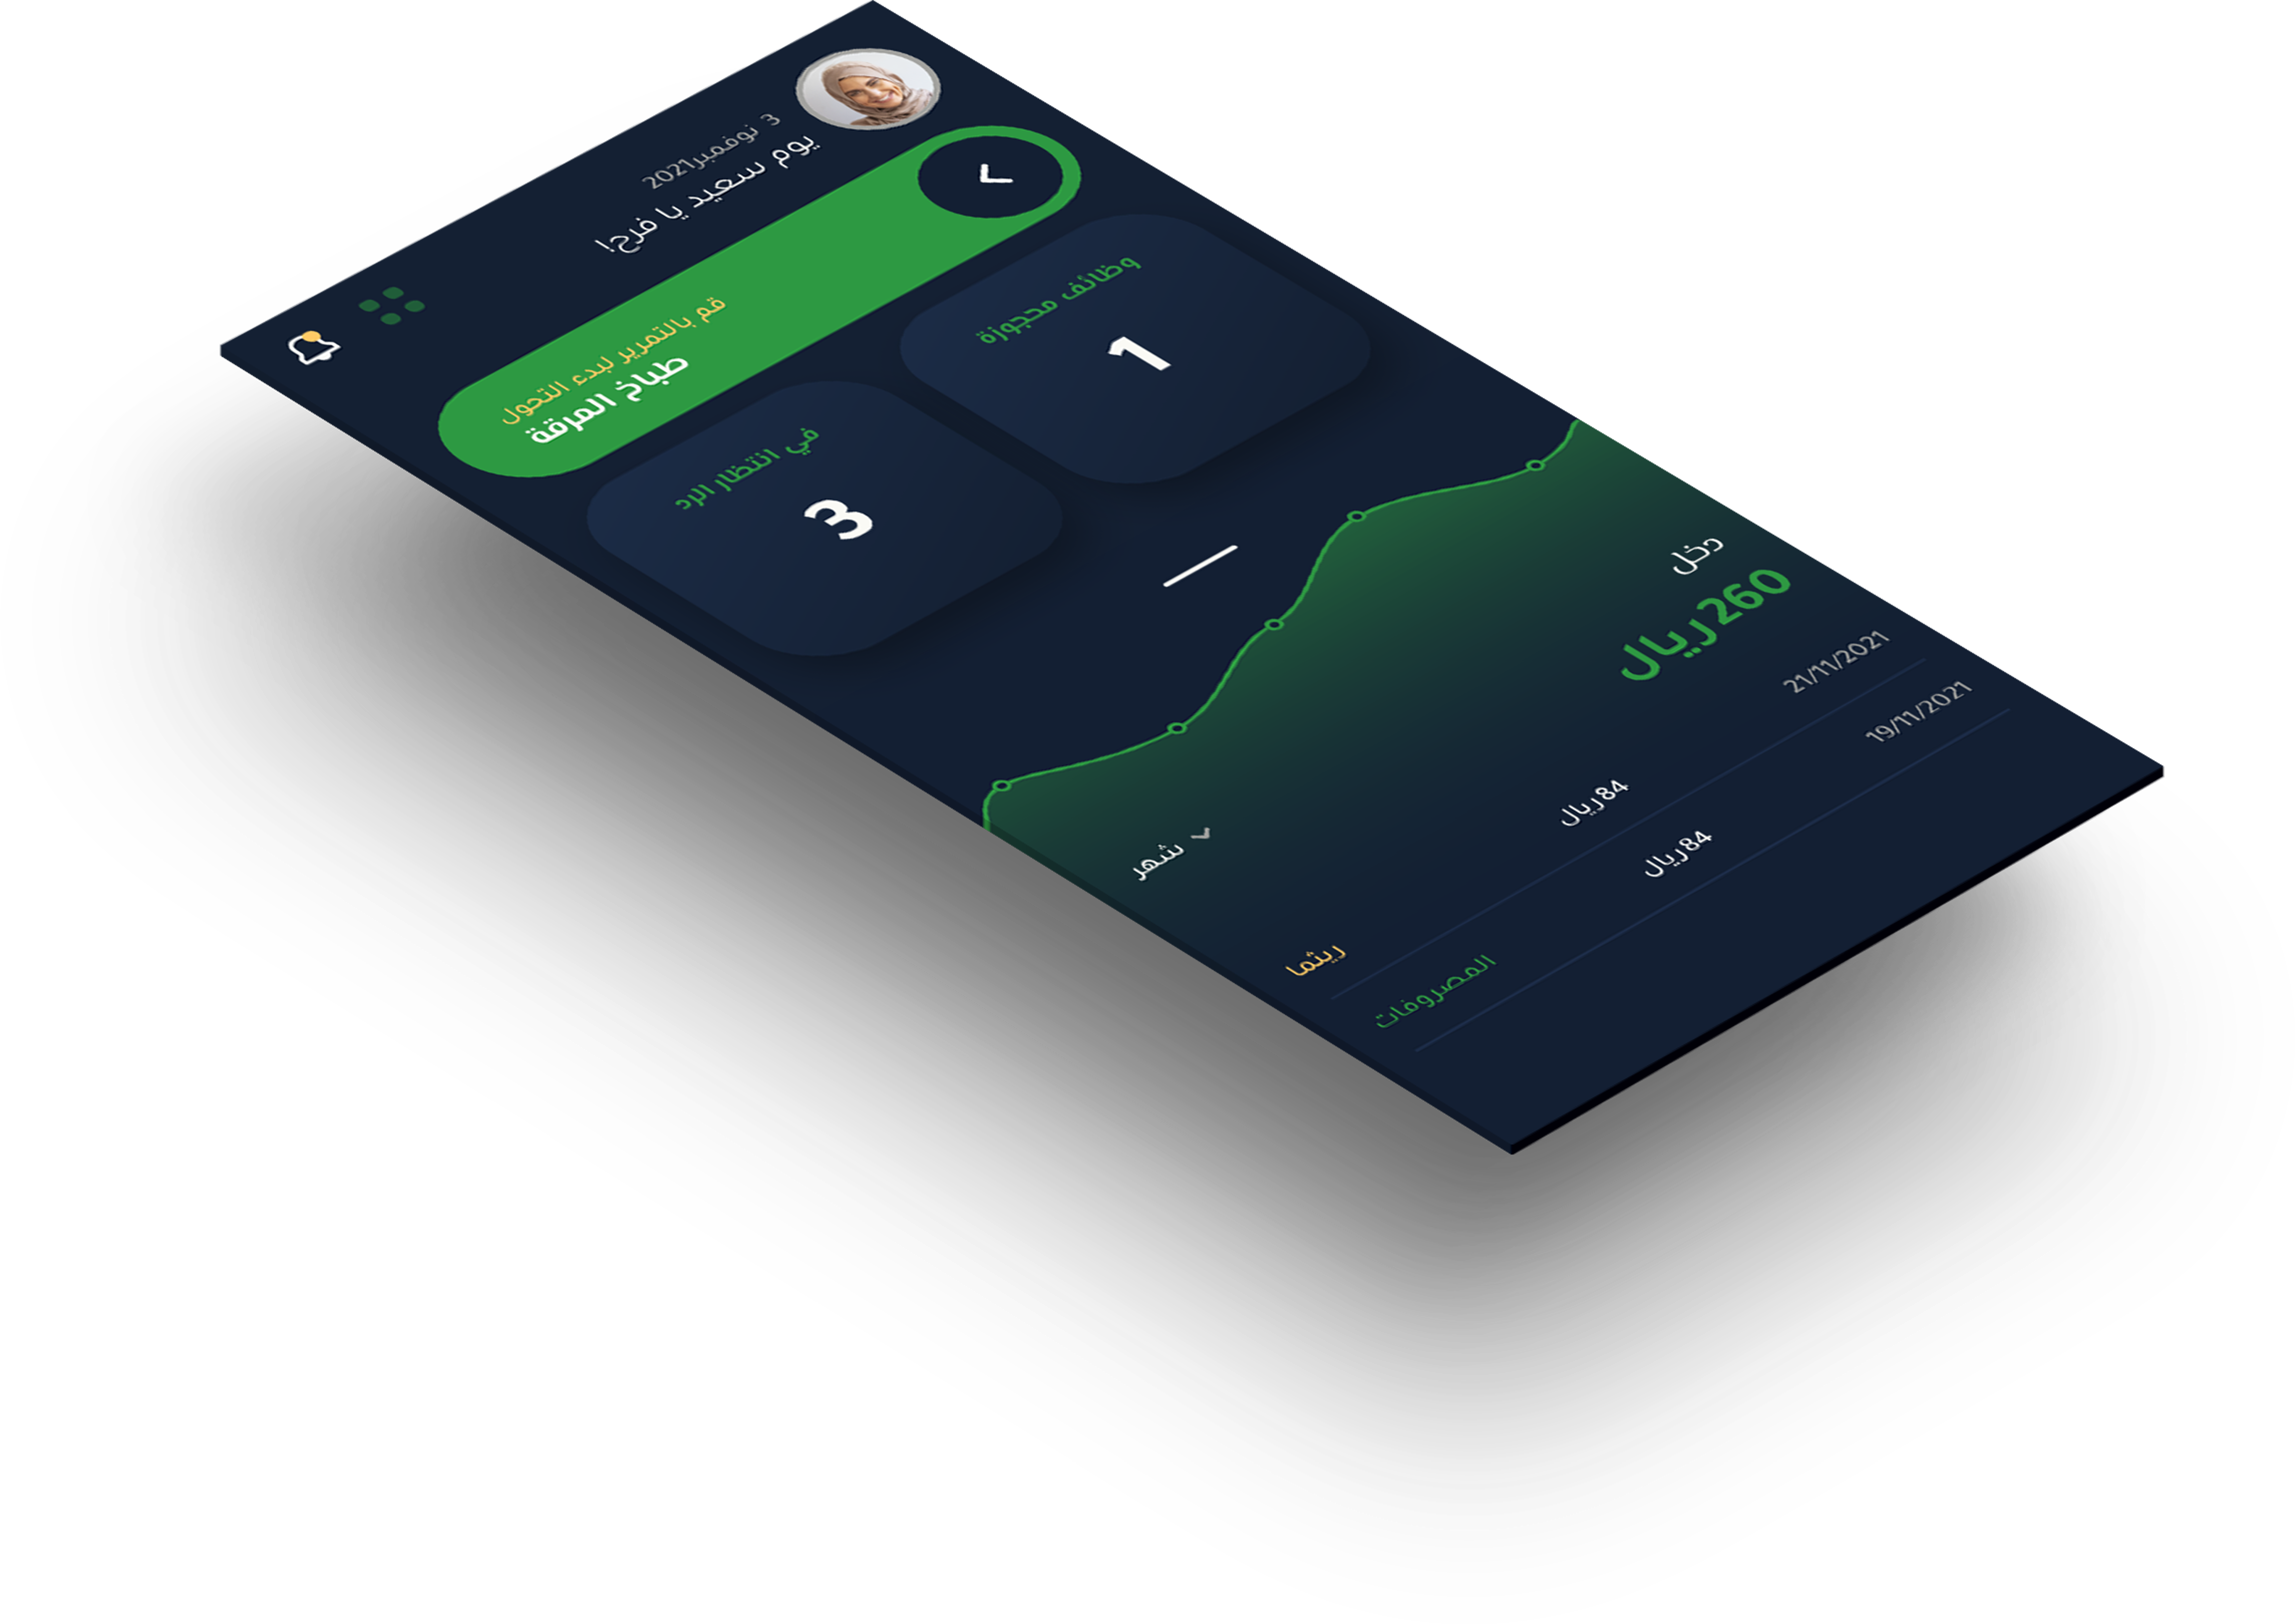 3 نوفمبر2021
يوم سعيد يا فرح!
قم بالتمرير لبدء التحول
طباخ المرقة
وظائف محجوزة
1
في انتظار الرد
3
دخل
260ريال
شهر
21/11/2021
84ريال
ريثما
19/11/2021
84ريال
المصروفات